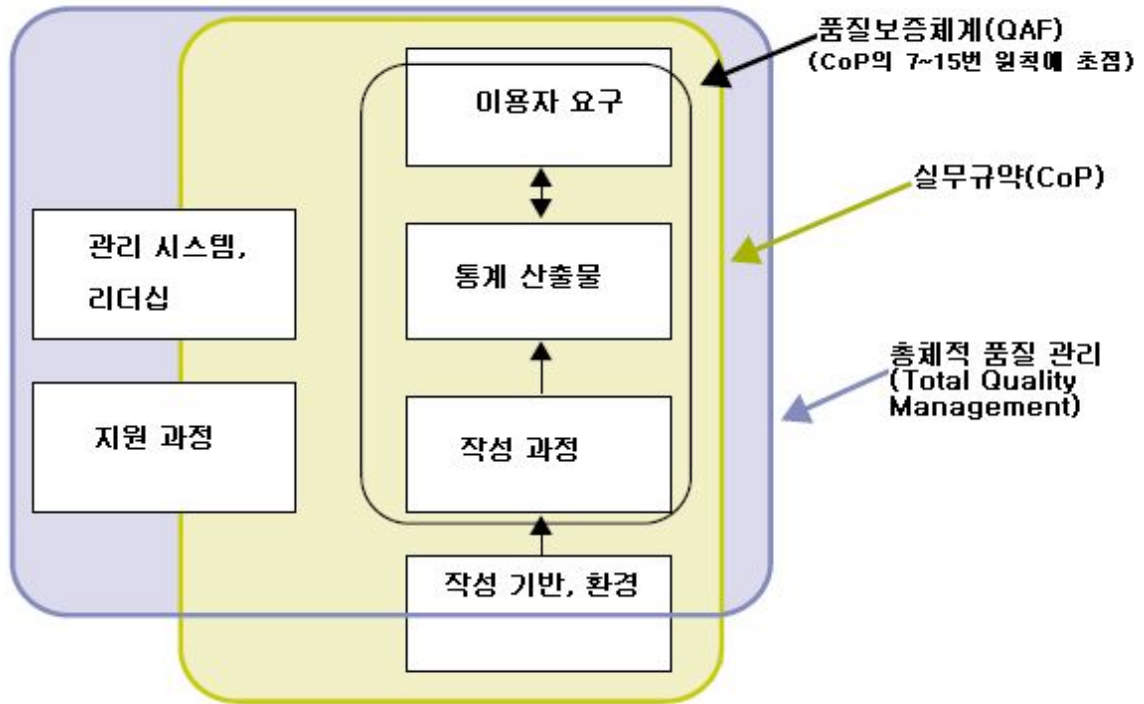 품질보증체계(QAF)
(CoP의 7~15번 원칙에 초점)
이용자 요구
실무규약(CoP)
관리 시스템,
리더십
통계 산출물
총체적 품질 관리
(Total Quality
Management)
지원 과정
작성 과정
작성 기반, 환경